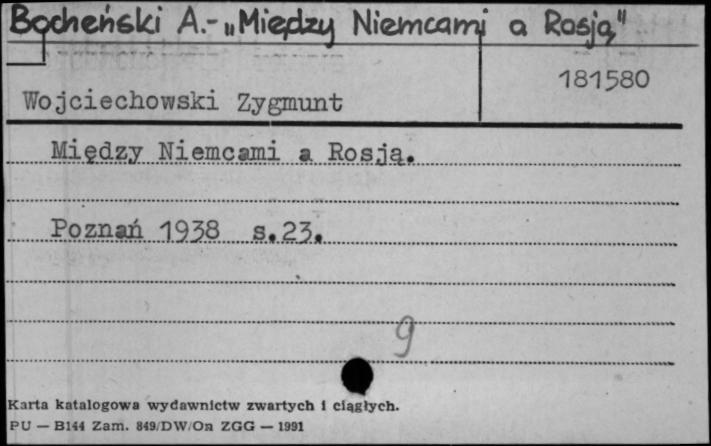 Bocheński A.-„Między Niemcami a Rosją"
181580
Wojciechowski Zygmunt
Między Niemcami a Rosją.
Poznań 1938 s.23.
9
Karta katalogowa wydawnictw zwartych i ciągłych.
PU — B144 Zam. 849/DW/On ZGG — 1991